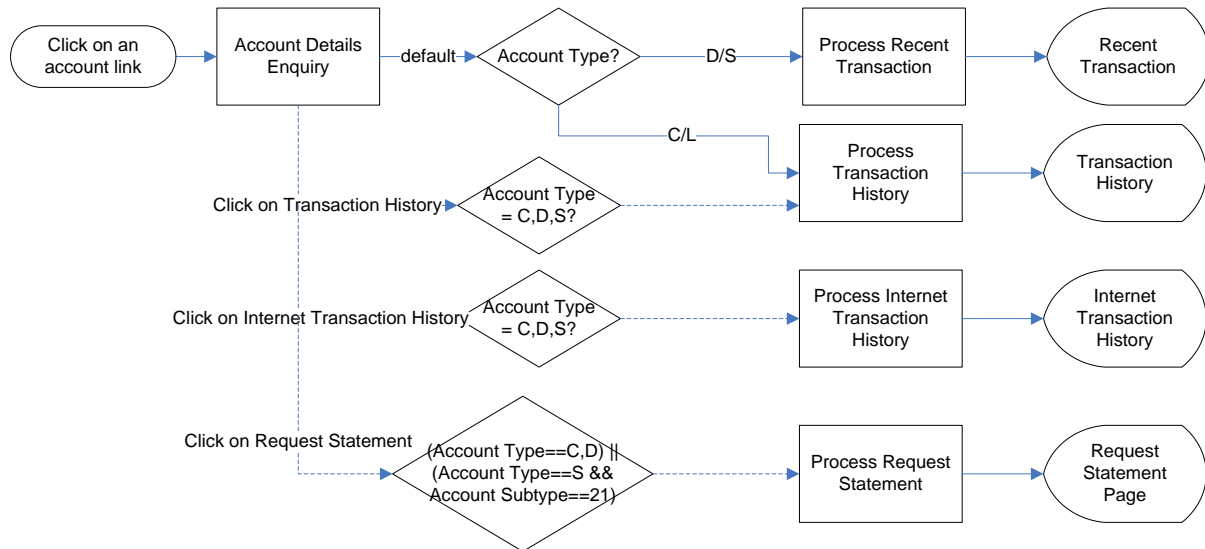 Click on an
account link
Account Details
Enquiry
default
Account Type?
D/S
Process Recent
Transaction
Recent
Transaction
C/L
Process
Transaction
History
Transaction
History
Click on Transaction History
Account Type
= C,D,S?
Click on Internet Transaction History
Account Type
= C,D,S?
Process Internet
Transaction
History
Internet
Transaction
History
Click on Request Statement
(Account Type==C,D) ||
(Account Type==S &&
Account Subtype==21)
Process Request
Statement
Request
Statement
Page